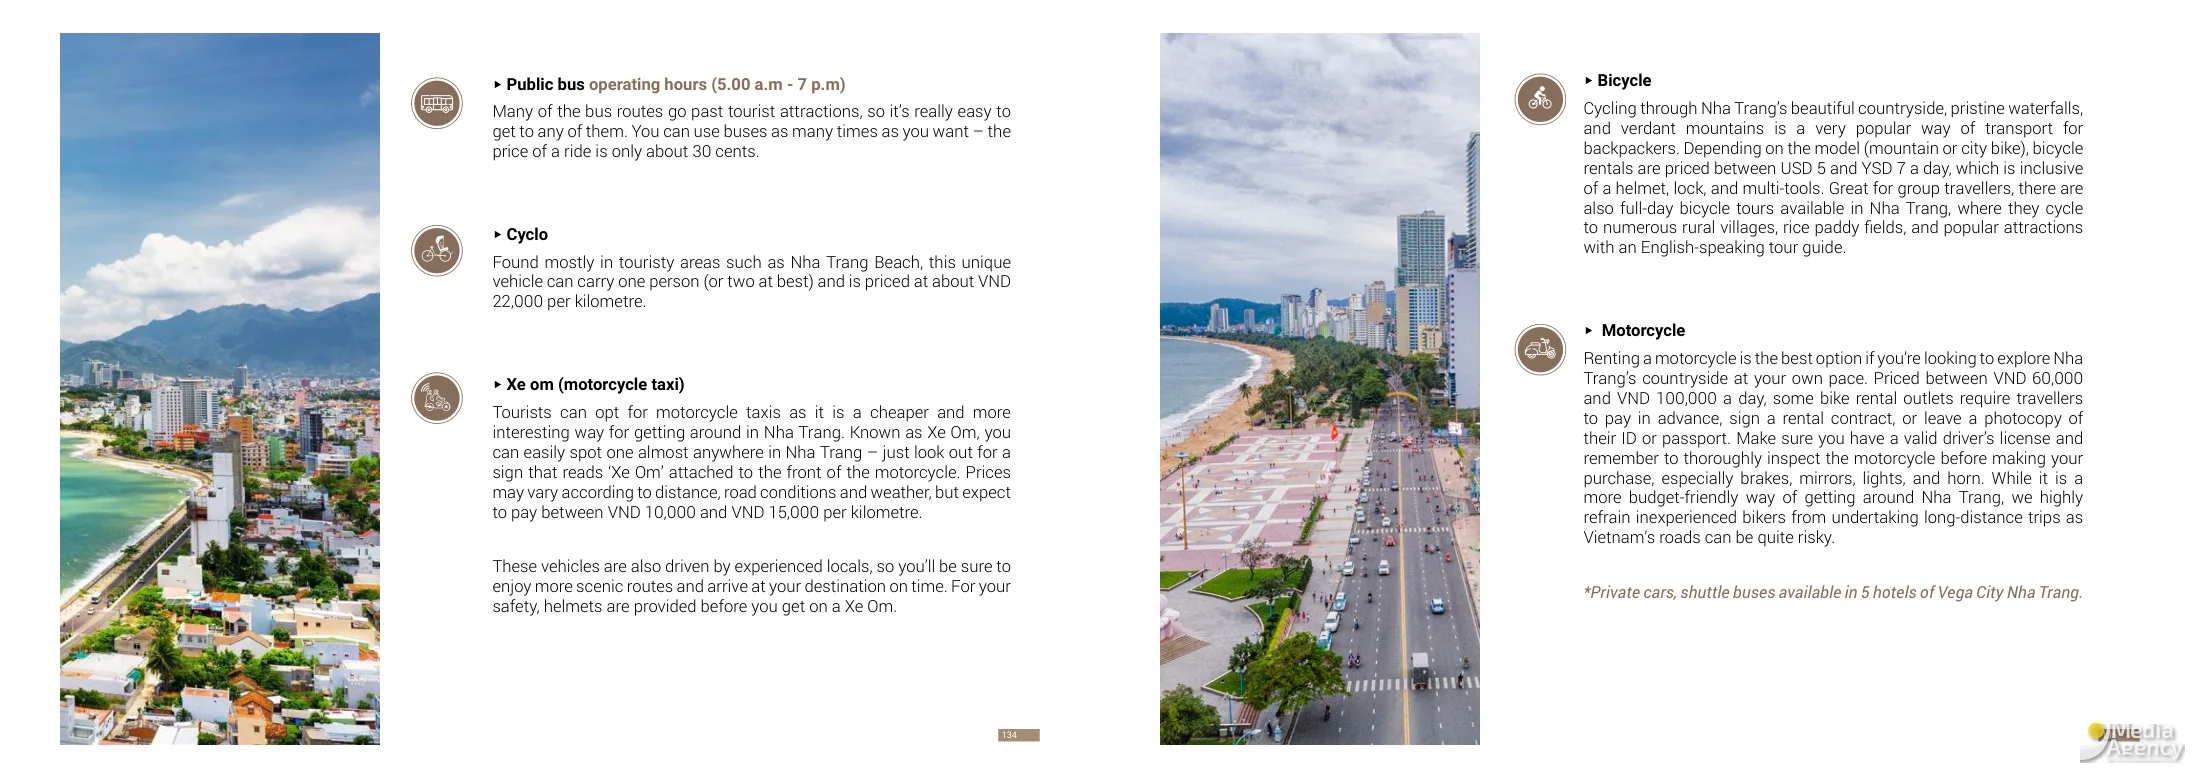 ▸ Public bus operating hours (5.00 a.m - 7 p.m)
Many of the bus routes go past tourist attractions, so it’s really easy to
get to any of them. You can use buses as many times as you want – the
price of a ride is only about 30 cents.
▸ Cyclo
Found mostly in touristy areas such as Nha Trang Beach, this unique
vehicle can carry one person (or two at best) and is priced at about VND
22,000 per kilometre.
▸ Xe om (motorcycle taxi)
Tourists can opt for motorcycle taxis as it is a cheaper and more
interesting way for getting around in Nha Trang. Known as Xe Om, you
can easily spot one almost anywhere in Nha Trang – just look out for a
sign that reads ‘Xe Om’ attached to the front of the motorcycle. Prices
may vary according to distance, road conditions and weather, but expect
to pay between VND 10,000 and VND 15,000 per kilometre.
These vehicles are also driven by experienced locals, so you’ll be sure to
enjoy more scenic routes and arrive at your destination on time. For your
safety, helmets are provided before you get on a Xe Om.
134
▸ Bicycle
Cycling through Nha Trang’s beautiful countryside, pristine waterfalls,
and verdant mountains is a very popular way of transport for
backpackers. Depending on the model (mountain or city bike), bicycle
rentals are priced between USD 5 and YSD 7 a day, which is inclusive
of a helmet, lock, and multi-tools. Great for group travellers, there are
also full-day bicycle tours available in Nha Trang, where they cycle
to numerous rural villages, rice paddy fields, and popular attractions
with an English-speaking tour guide.
▸ Motorcycle
Renting a motorcycle is the best option if you’re looking to explore Nha
Trang’s countryside at your own pace. Priced between VND 60,000
and VND 100,000 a day, some bike rental outlets require travellers
to pay in advance, sign a rental contract, or leave a photocopy of
their ID or passport. Make sure you have a valid driver’s license and
remember to thoroughly inspect the motorcycle before making your
purchase, especially brakes, mirrors, lights, and horn. While it is a
more budget-friendly way of getting around Nha Trang, we highly
refrain inexperienced bikers from undertaking long-distance trips as
Vietnam’s roads can be quite risky.
*Private cars, shuttle buses available in 5 hotels of Vega City Nha Trang.
Media
Agency